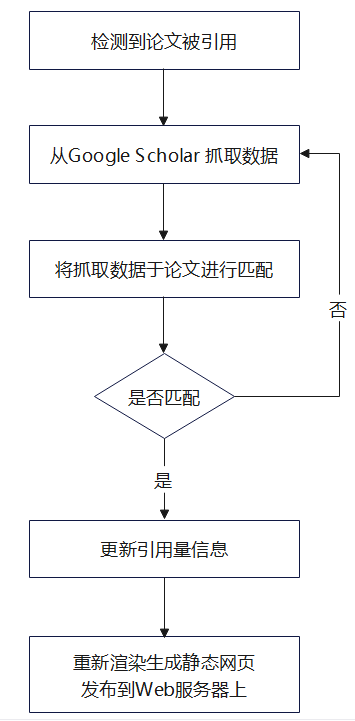 检测到论文被引用
从Google Scholar 抓取数据
将抓取数据于论文进行匹配
否
是否匹配
是
更新引用量信息
重新渲染生成静态网页
发布到Web服务器上